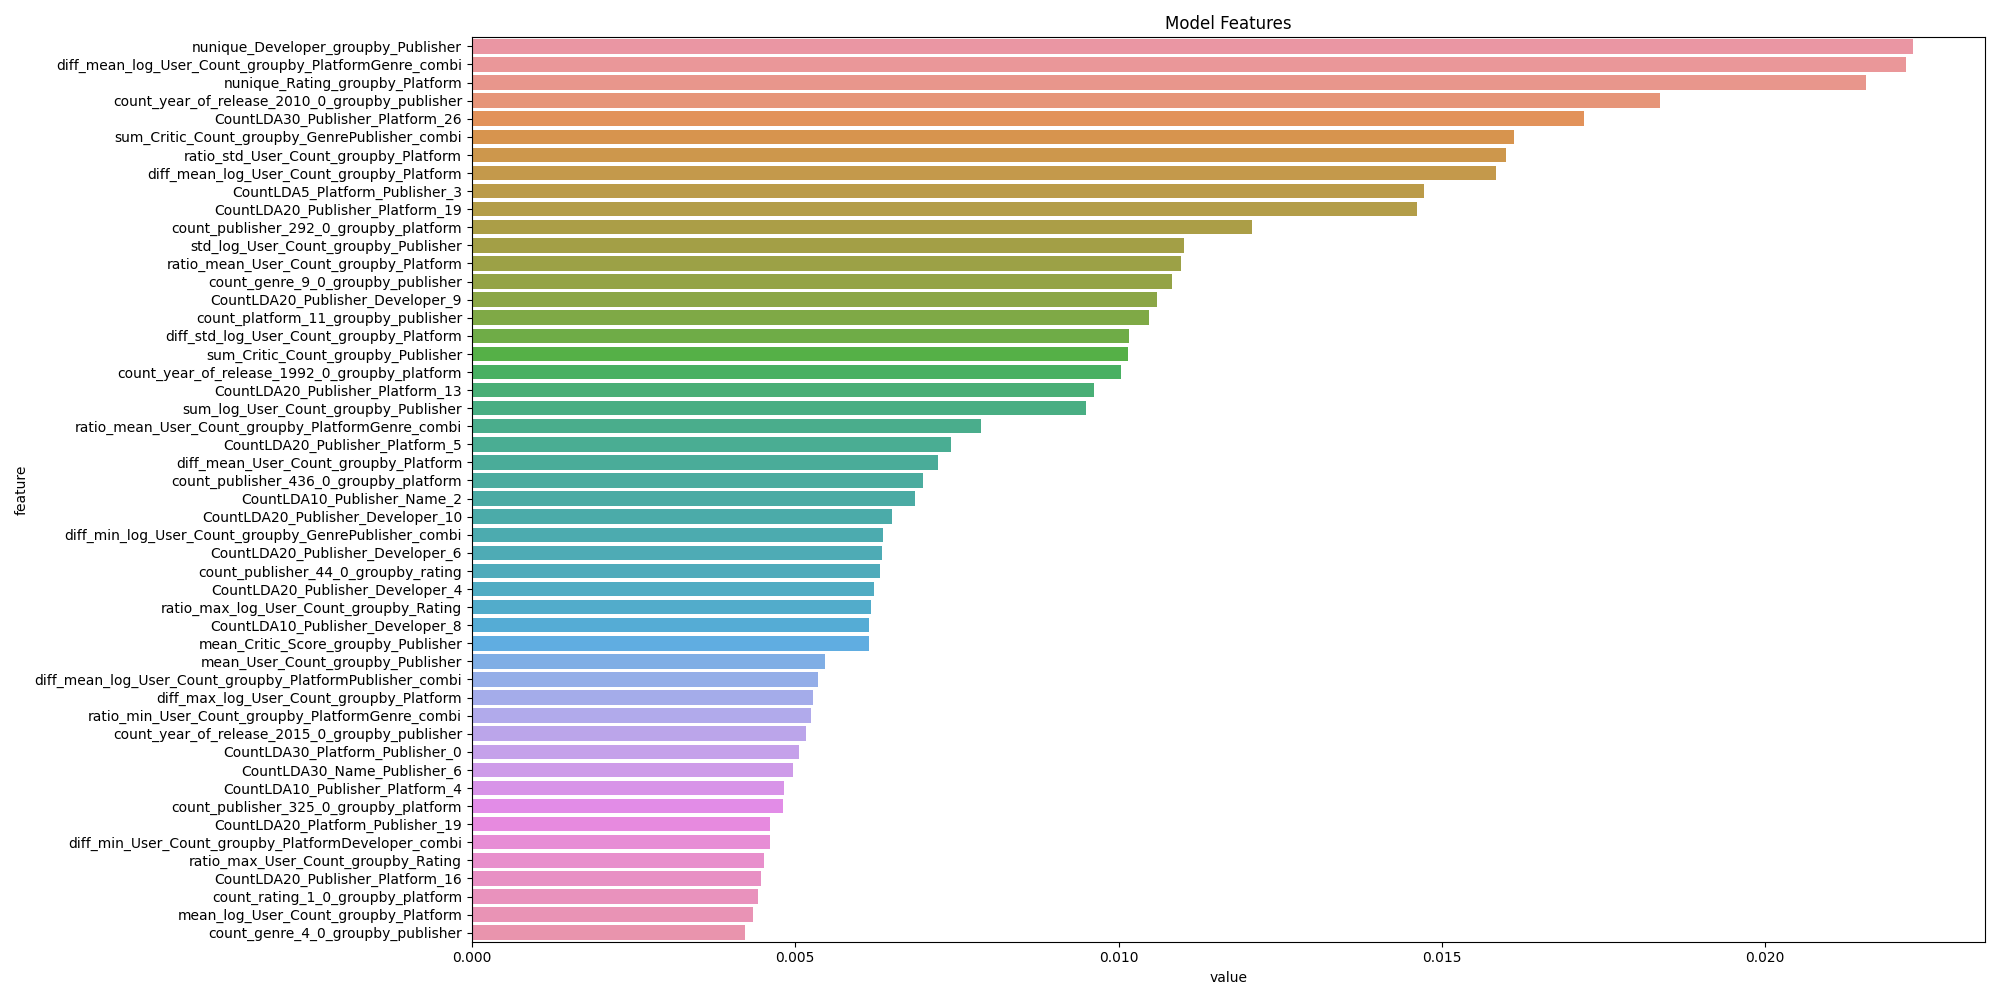 Model Features
nunique_Developer_groupby_Publisher
diff_mean_log_User_Count_groupby_PlatformGenre_combi
nunique_Rating_groupby_Platform
count_year_of_release_2010_0_groupby_publisher
CountLDA30_Publisher_Platform_26
sum_Critic_Count_groupby_GenrePublisher_combi
ratio_std_User_Count_groupby_Platform
diff_mean_log_User_Count_groupby_Platform
CountLDA5_Platform_Publisher_3
CountLDA20_Publisher_Platform_19
count_publisher_292_0_groupby_platform
std_log_User_Count_groupby_Publisher
ratio_mean_User_Count_groupby_Platform
count_genre_9_0_groupby_publisher
CountLDA20_Publisher_Developer_9
count_platform_11_groupby_publisher
diff_std_log_User_Count_groupby_Platform
sum_Critic_Count_groupby_Publisher
count_year_of_release_1992_0_groupby_platform
CountLDA20_Publisher_Platform_13
sum_log_User_Count_groupby_Publisher
ratio_mean_User_Count_groupby_PlatformGenre_combi
CountLDA20_Publisher_Platform_5
diff_mean_User_Count_groupby_Platform
count_publisher_436_0_groupby_platform
CountLDA10_Publisher_Name_2
CountLDA20_Publisher_Developer_10
diff_min_log_User_Count_groupby_GenrePublisher_combi
CountLDA20_Publisher_Developer_6
count_publisher_44_0_groupby_rating
CountLDA20_Publisher_Developer_4
ratio_max_log_User_Count_groupby_Rating
CountLDA10_Publisher_Developer_8
mean_Critic_Score_groupby_Publisher
mean_User_Count_groupby_Publisher
diff_mean_log_User_Count_groupby_PlatformPublisher_combi
diff_max_log_User_Count_groupby_Platform
ratio_min_User_Count_groupby_PlatformGenre_combi
count_year_of_release_2015_0_groupby_publisher
CountLDA30_Platform_Publisher_0
CountLDA30_Name_Publisher_6
CountLDA10_Publisher_Platform_4
count_publisher_325_0_groupby_platform
CountLDA20_Platform_Publisher_19
diff_min_User_Count_groupby_PlatformDeveloper_combi
ratio_max_User_Count_groupby_Rating
CountLDA20_Publisher_Platform_16
count_rating_1_0_groupby_platform
mean_log_User_Count_groupby_Platform
count_genre_4_0_groupby_publisher
feature
0.000 0.005 0.010 0.015 0.020
value